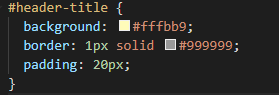 #header-title {
background: #fffbb9;
border: 1px solid #999999;
padding: 20px;
}